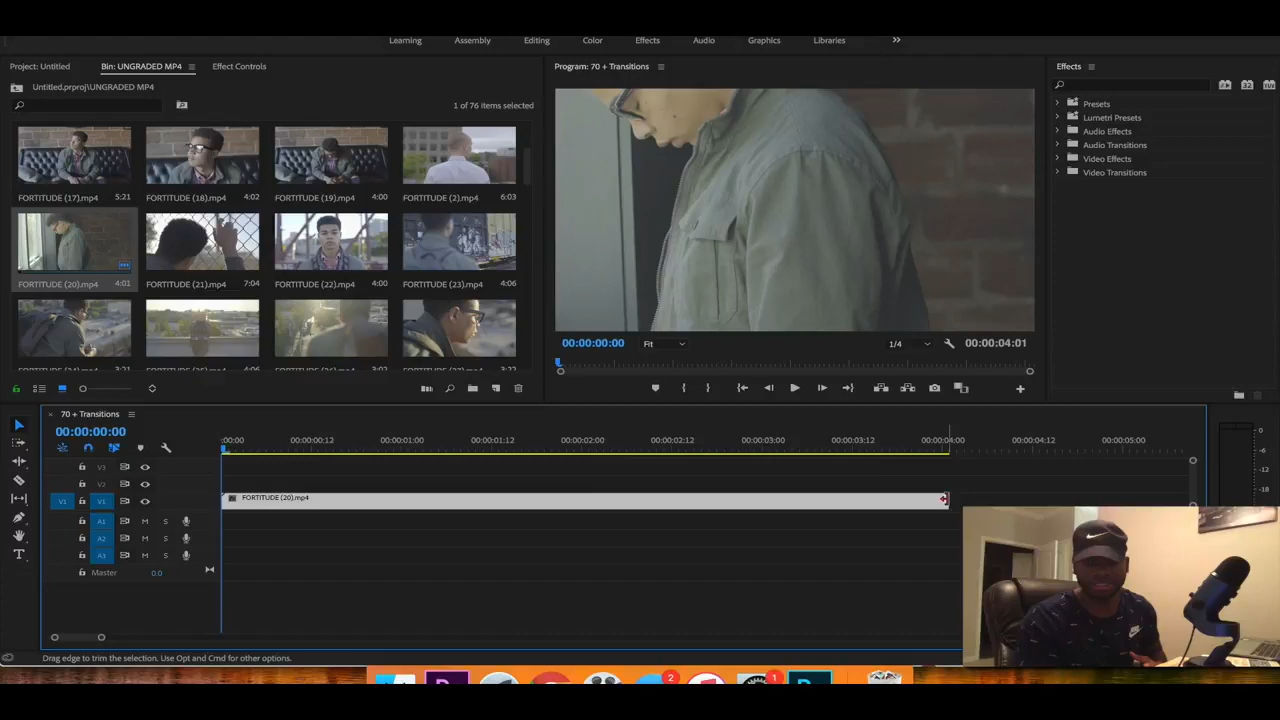 Learning Assembly Editing Color Effects Audio Graphics Libraries
Project: Untitled Bin: UNGRADED MP4 Effect Controls
Untitled.prproj\UNGRADED MP4
1 of 76 items selected
FORTITUDE (17).mp4 5:21 FORTITUDE (18).mp4 4:02 FORTITUDE (19).mp4 4:00 FORTITUDE (2).mp4 6:03
FORTITUDE (20).mp4 4:01 FORTITUDE (21).mp4 7:04 FORTITUDE (22).mp4 4:00 FORTITUDE (23).mp4 4:06
Program: 70 + Transitions
00:00:00:00 Fit 1/4 00:00:04:01
Effects
Presets
Lumetri Presets
Audio Effects
Audio Transitions
Video Effects
Video Transitions
70 + Transitions
00:00:00:00
:00:00 00:00:00:12 00:00:01:00 00:00:01:12 00:00:02:00 00:00:02:12 00:00:03:00 00:00:03:12 00:00:04:00 00:00:04:12 00:00:05:00
V3
V2
V1 V1 FORTITUDE (20).mp4
A1 M S
A2 M S
A3 M S
Master 0.0
0
-6
-12
-18
Drag edge to trim the selection. Use Opt and Cmd for other options.
2 1